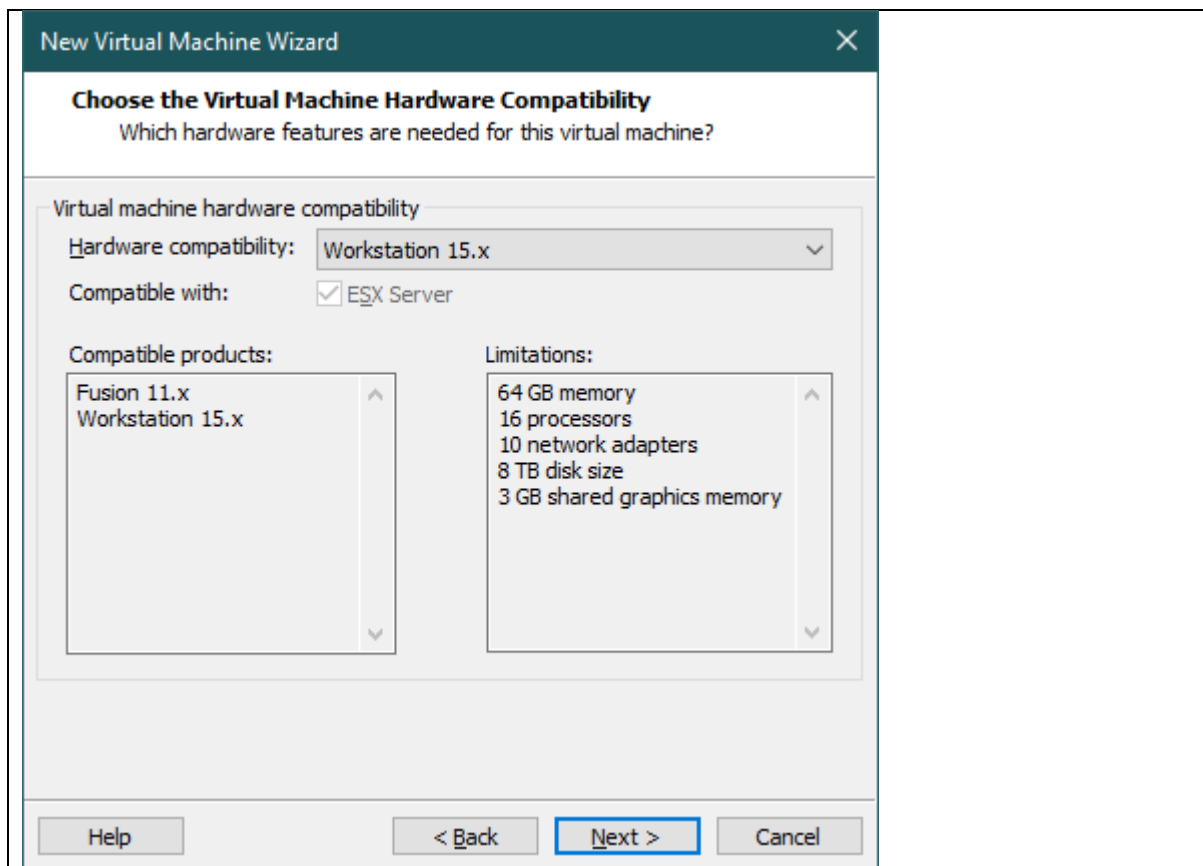 New Virtual Machine Wizard
Choose the Virtual Machine Hardware Compatibility
Which hardware features are needed for this virtual machine?
Virtual machine hardware compatibility
Hardware compatibility: Workstation 15.x
Compatible with: ESX Server
Compatible products:
Fusion 11.x
Workstation 15.x
Limitations:
64 GB memory
16 processors
10 network adapters
8 TB disk size
3 GB shared graphics memory
Help < Back Next > Cancel